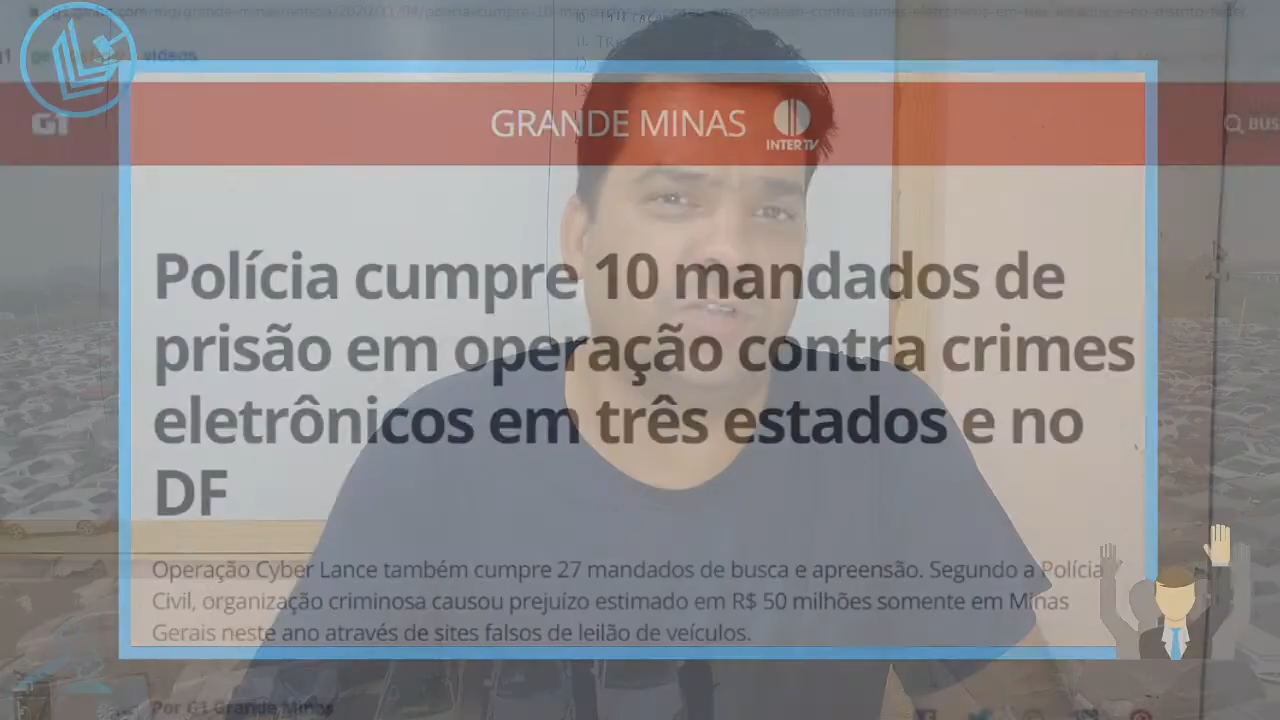 vídeos
G1
GRANDE MINAS
INTER TV
BUS
Polícia cumpre 10 mandados de
prisão em operação contra crimes
eletrônicos em três estados e no
DF
Operação Cyber Lance também cumpre 27 mandados de busca e apreensão. Segundo a Polícia
Civil, organização criminosa causou prejuízo estimado em R$ 50 milhões somente em Minas
Gerais neste ano através de sites falsos de leilão de veículos.
Por G1 Grande Minas